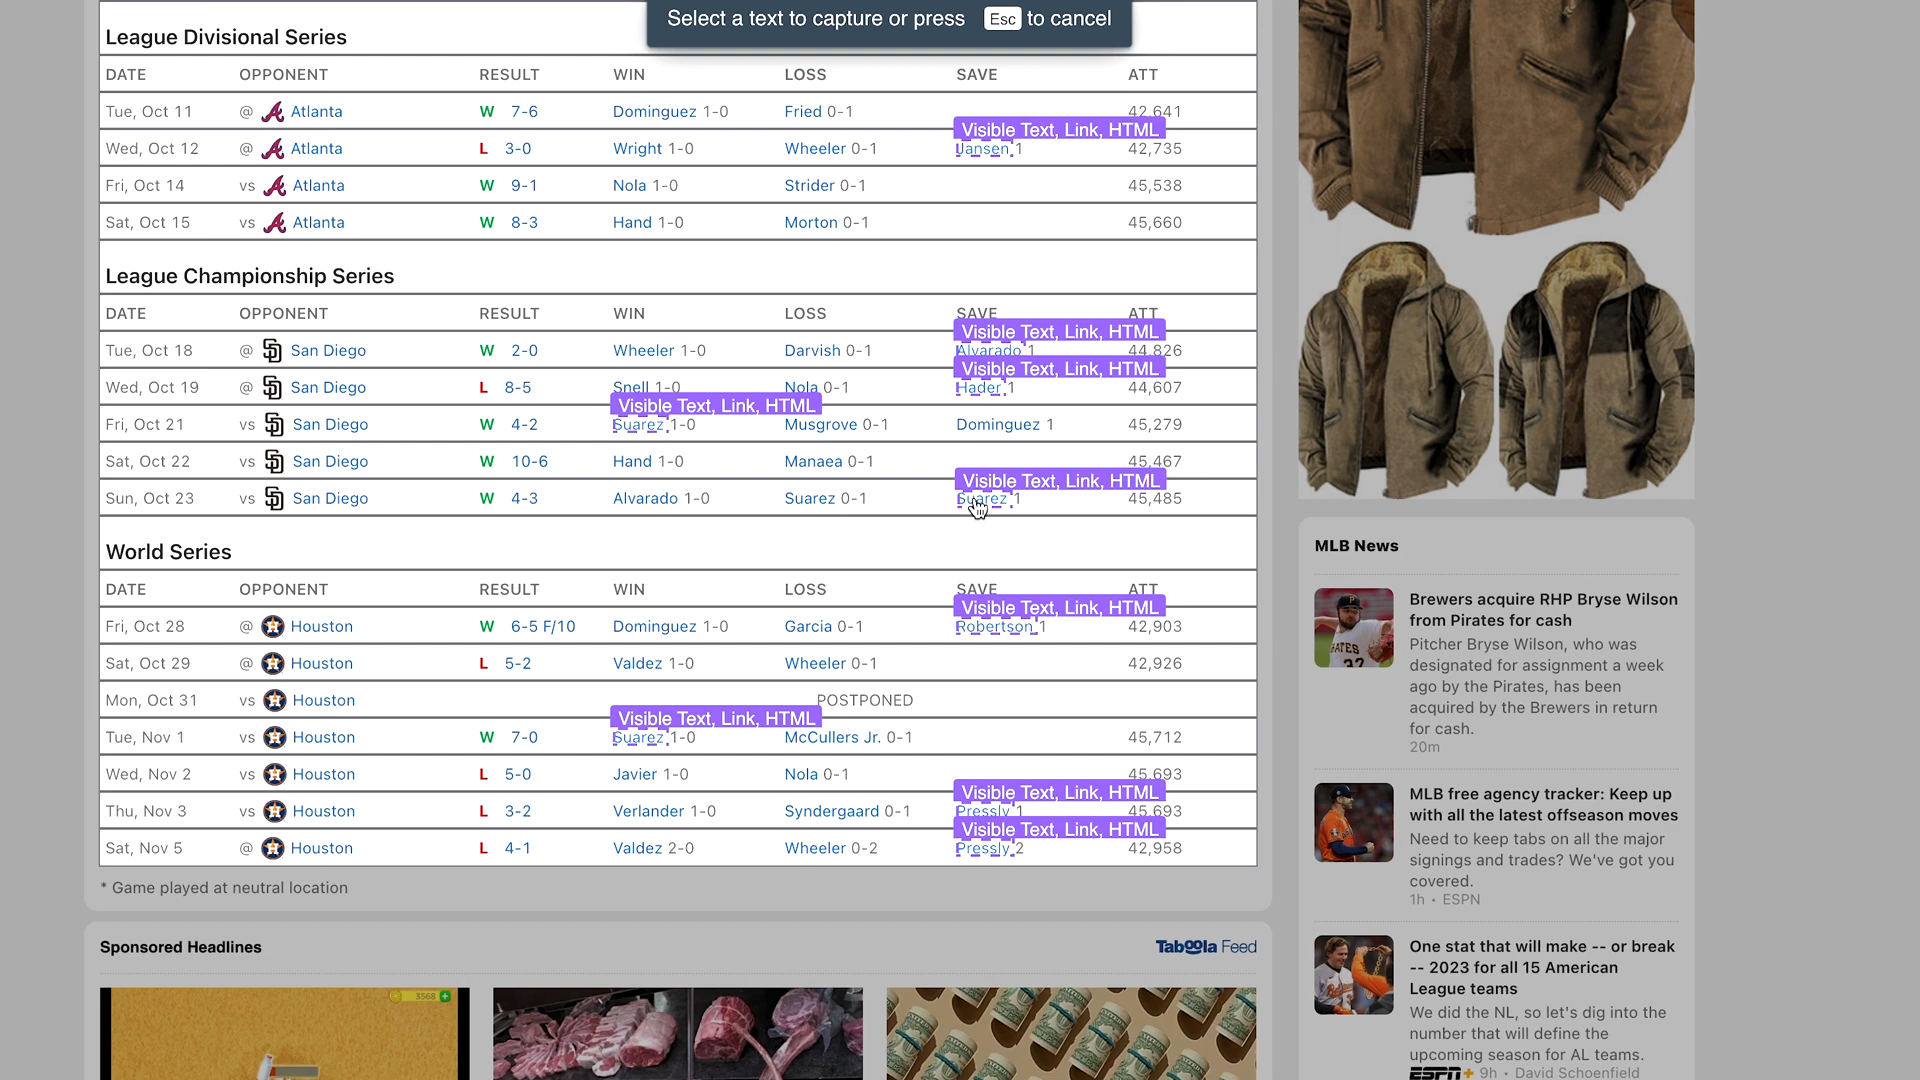 Select a text to capture or press Esc to cancel
League Divisional Series
DATE OPPONENT RESULT WIN LOSS SAVE ATT
Tue, Oct 11 @ Atlanta W 7-6 Dominguez 1-0 Fried 0-1 42,641
Visible Text, Link, HTML
Wed, Oct 12 @ Atlanta L 3-0 Wright 1-0 Wheeler 0-1 Jansen 1 42,735
Fri, Oct 14 vs Atlanta W 9-1 Nola 1-0 Strider 0-1 45,538
Sat, Oct 15 vs Atlanta W 8-3 Hand 1-0 Morton 0-1 45,660
League Championship Series
DATE OPPONENT RESULT WIN LOSS SAVE ATT
Visible Text, Link, HTML
Tue, Oct 18 @ San Diego W 2-0 Wheeler 1-0 Darvish 0-1 Alvarado 1 44,826
Visible Text, Link, HTML
Wed, Oct 19 @ San Diego L 8-5 Snell 1-0 Nola 0-1 Hader 1 44,607
Visible Text, Link, HTML
Fri, Oct 21 vs San Diego W 4-2 Suarez 1-0 Musgrove 0-1 Dominguez 1 45,279
Sat, Oct 22 vs San Diego W 10-6 Hand 1-0 Manaea 0-1 45,467
Visible Text, Link, HTML
Sun, Oct 23 vs San Diego W 4-3 Alvarado 1-0 Suarez 0-1 Suarez 1 45,485
World Series
DATE OPPONENT RESULT WIN LOSS SAVE ATT
Visible Text, Link, HTML
Fri, Oct 28 @ Houston W 6-5 F/10 Dominguez 1-0 Garcia 0-1 Robertson 1 42,903
Sat, Oct 29 @ Houston L 5-2 Valdez 1-0 Wheeler 0-1 42,926
Mon, Oct 31 vs Houston POSTPONED
Visible Text, Link, HTML
Tue, Nov 1 vs Houston W 7-0 Suarez 1-0 McCullers Jr. 0-1 45,712
Wed, Nov 2 vs Houston L 5-0 Javier 1-0 Nola 0-1 45,693
Visible Text, Link, HTML
Thu, Nov 3 vs Houston L 3-2 Verlander 1-0 Syndergaard 0-1 Pressly 1 45,693
Visible Text, Link, HTML
Sat, Nov 5 @ Houston L 4-1 Valdez 2-0 Wheeler 0-2 Pressly 2 42,958
* Game played at neutral location
Sponsored Headlines
Taboola Feed
3568
MLB News
Brewers acquire RHP Bryse Wilson
from Pirates for cash
Pitcher Bryse Wilson, who was
designated for assignment a week
ago by the Pirates, has been
acquired by the Brewers in return
for cash.
20m
MLB free agency tracker: Keep up
with all the latest offseason moves
Need to keep tabs on all the major
signings and trades? We've got you
covered.
1h • ESPN
One stat that will make -- or break
-- 2023 for all 15 American
League teams
We did the NL, so let's dig into the
number that will define the
upcoming season for AL teams.
ESPN+ 9h • David Schoenfield